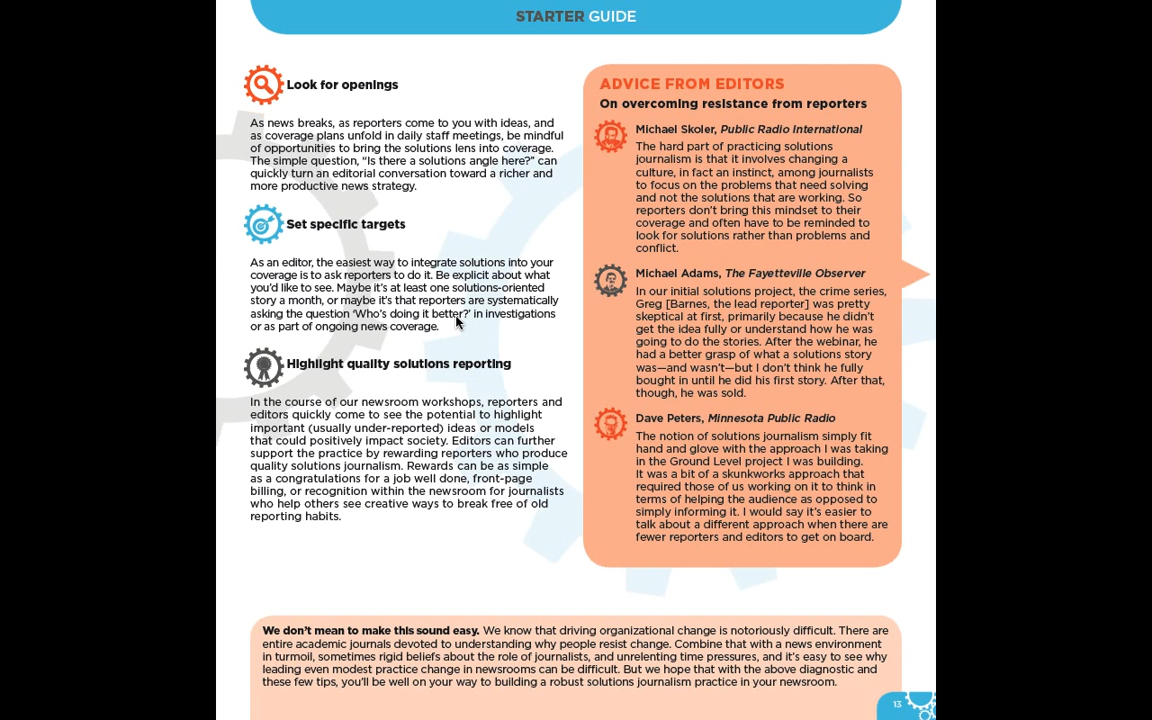 STARTER GUIDE
Look for openings
As news breaks, as reporters come to you with ideas, and
as coverage plans unfold in daily staff meetings, be mindful
of opportunities to bring the solutions lens into coverage.
The simple question, “Is there a solutions angle here?” can
quickly turn an editorial conversation toward a richer and
more productive news strategy.
Set specific targets
As an editor, the easiest way to integrate solutions into your
coverage is to ask reporters to do it. Be explicit about what
you’d like to see. Maybe it’s at least one solutions-oriented
story a month, or maybe it’s that reporters are systematically
asking the question ‘Who’s doing it better?’ in investigations
or as part of ongoing news coverage.
Highlight quality solutions reporting
In the course of our newsroom workshops, reporters and
editors quickly come to see the potential to highlight
important (usually under-reported) ideas or models
that could positively impact society. Editors can further
support the practice by rewarding reporters who produce
quality solutions journalism. Rewards can be as simple
as a congratulations for a job well done, front-page
billing, or recognition within the newsroom for journalists
who help others see creative ways to break free of old
reporting habits.
ADVICE FROM EDITORS
On overcoming resistance from reporters
Michael Skoler, Public Radio International
The hard part of practicing solutions
journalism is that it involves changing a
culture, in fact an instinct, among journalists
to focus on the problems that need solving
and not the solutions that are working. So
reporters don’t bring this mindset to their
coverage and often have to be reminded to
look for solutions rather than problems and
conflict.
Michael Adams, The Fayetteville Observer
In our initial solutions project, the crime series,
Greg [Barnes, the lead reporter] was pretty
skeptical at first, primarily because he didn’t
get the idea fully or understand how he was
going to do the stories. After the webinar, he
had a better grasp of what a solutions story
was—and wasn’t—but I don’t think he fully
bought in until he did his first story. After that,
though, he was sold.
Dave Peters, Minnesota Public Radio
The notion of solutions journalism simply fit
hand and glove with the approach I was taking
in the Ground Level project I was building.
It was a bit of a skunkworks approach that
required those of us working on it to think in
terms of helping the audience as opposed to
simply informing it. I would say it’s easier to
talk about a different approach when there are
fewer reporters and editors to get on board.
We don’t mean to make this sound easy. We know that driving organizational change is notoriously difficult. There are
entire academic journals devoted to understanding why people resist change. Combine that with a news environment
in turmoil, sometimes rigid beliefs about the role of journalists, and unrelenting time pressures, and it’s easy to see why
leading even modest practice change in newsrooms can be difficult. But we hope that with the above diagnostic and
these few tips, you’ll be well on your way to building a robust solutions journalism practice in your newsroom.
13